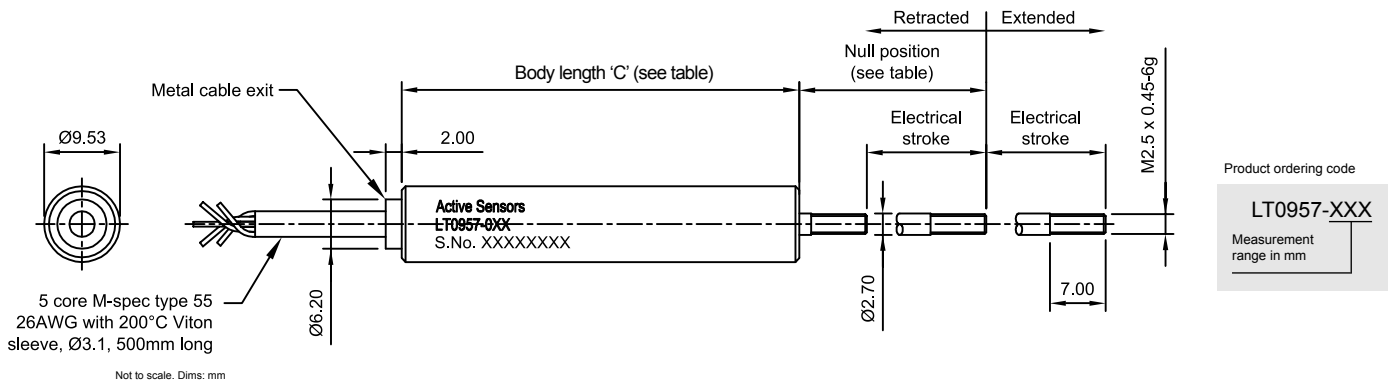 Retracted
Extended
Null position
(see table)
Body length ‘C’ (see table)
Metal cable exit
Electrical
stroke
Electrical
stroke
M2.5 x 0.45-6g
Ø9.53
2.00
Active Sensors
LT0957-0XX
S.No. XXXXXXXX
Ø6.20
Ø2.70
7.00
5 core M-spec type 55
26AWG with 200°C Viton
sleeve, Ø3.1, 500mm long
Not to scale. Dims: mm
Product ordering code
LT0957-XXX
Measurement
range in mm